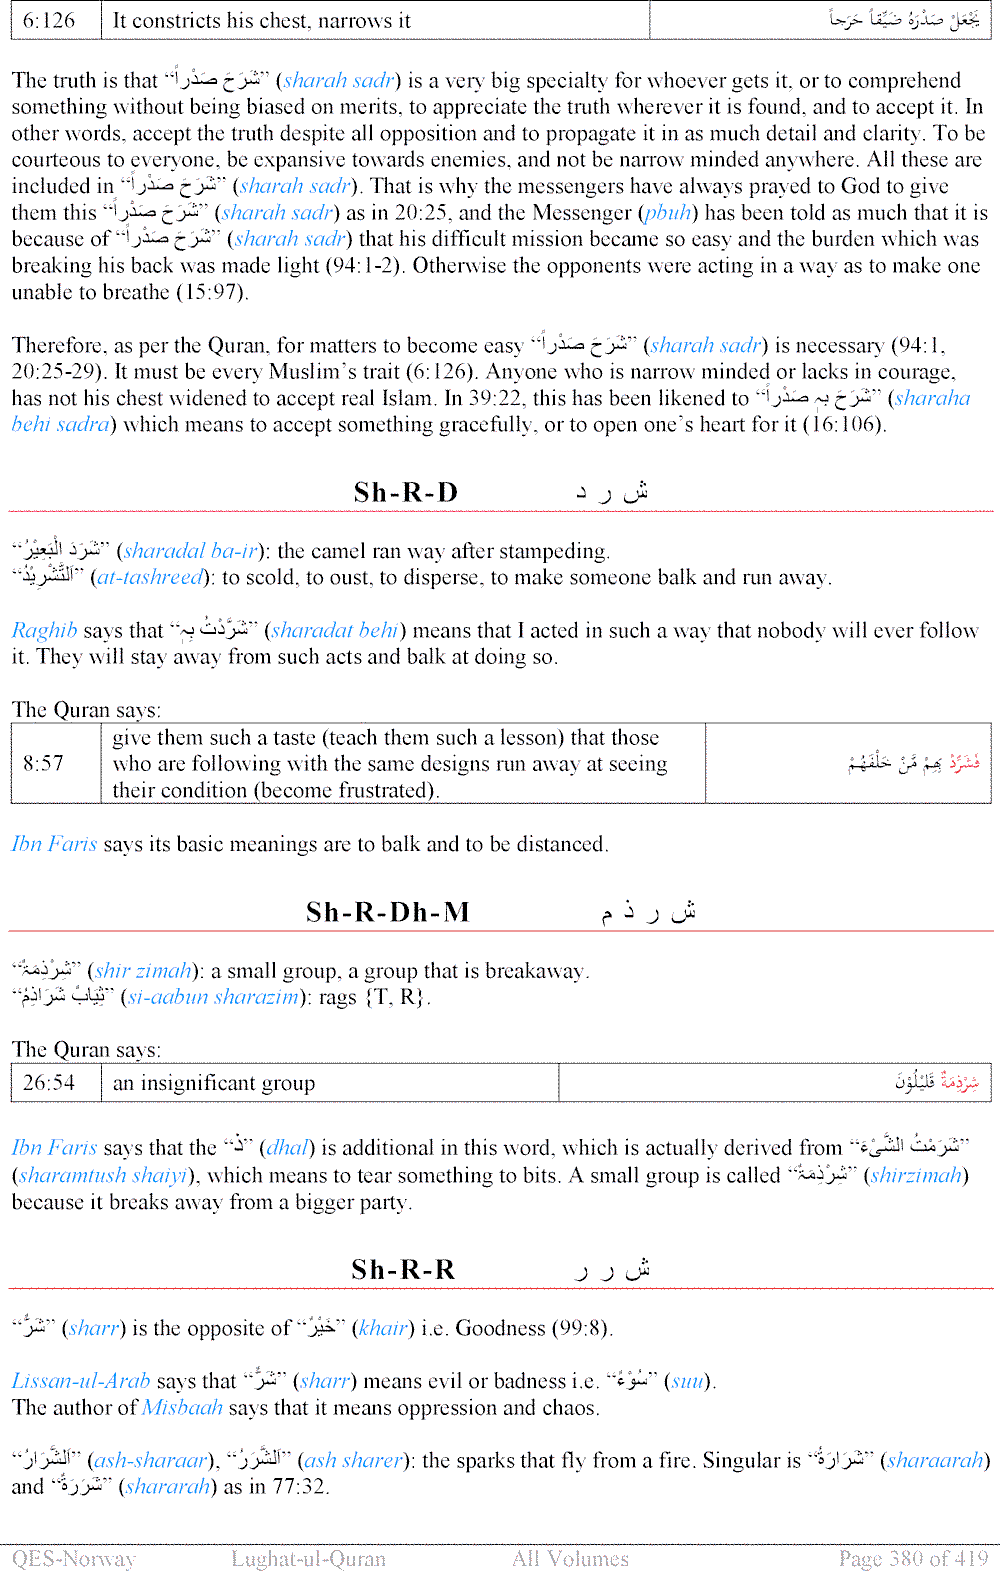 6:126 It constricts his chest, narrows it يَجْعَلْ صَدْرَهُ ضَيِّقاً حَرَجاً
The truth is that “شَرَحَ صَدْراً” (sharah sadr) is a very big specialty for whoever gets it, or to comprehend
something without being biased on merits, to appreciate the truth wherever it is found, and to accept it. In
other words, accept the truth despite all opposition and to propagate it in as much detail and clarity. To be
courteous to everyone, be expansive towards enemies, and not be narrow minded anywhere. All these are
included in “شَرَحَ صَدْراً” (sharah sadr). That is why the messengers have always prayed to God to give
them this “شَرَحَ صَدْراً” (sharah sadr) as in 20:25, and the Messenger (pbuh) has been told as much that it is
because of “شَرَحَ صَدْراً” (sharah sadr) that his difficult mission became so easy and the burden which was
breaking his back was made light (94:1-2). Otherwise the opponents were acting in a way as to make one
unable to breathe (15:97).
Therefore, as per the Quran, for matters to become easy “شَرَحَ صَدْراً” (sharah sadr) is necessary (94:1,
20:25-29). It must be every Muslim’s trait (6:126). Anyone who is narrow minded or lacks in courage,
has not his chest widened to accept real Islam. In 39:22, this has been likened to “شَرَحَ بِہٖ صَدْراً” (sharaha
behi sadra) which means to accept something gracefully, or to open one’s heart for it (16:106).
Sh-R-D ش ر د
“شَرَدَ الْبَعِيْرُ” (sharadal ba-ir): the camel ran way after stampeding.
“اَلتَّشْرِيْدُ” (at-tashreed): to scold, to oust, to disperse, to make someone balk and run away.
Raghib says that “شَرَّدْتُ بِہٖ” (sharadat behi) means that I acted in such a way that nobody will ever follow
it. They will stay away from such acts and balk at doing so.
The Quran says:
8:57 give them such a taste (teach them such a lesson) that those
who are following with the same designs run away at seeing
their condition (become frustrated). فَشَرِّدْ بِهِمْ مَّنْ خَلْفَهُمْ
Ibn Faris says its basic meanings are to balk and to be distanced.
Sh-R-Dh-M ش ر ذ م
“شِرْذِمَۃٌ” (shir zimah): a small group, a group that is breakaway.
“ثِيَابٌ شَرَاذِمُ” (si-aabun sharazim): rags {T, R}.
The Quran says:
26:54 an insignificant group شِرْذِمَةٌ قَلِيْلُوْنَ
Ibn Faris says that the “ذ” (dhal) is additional in this word, which is actually derived from “شَرَمْتُ الشَّیْءَ”
(sharamtush shaiyi), which means to tear something to bits. A small group is called “شِرْذِمَۃٌ” (shirzimah)
because it breaks away from a bigger party.
Sh-R-R ش ر ر
“شَرٌّ” (sharr) is the opposite of “خَيْرٌ” (khair) i.e. Goodness (99:8).
Lissan-ul-Arab says that “شَرٌّ” (sharr) means evil or badness i.e. “سُوْءٌ” (suu).
The author of Misbaah says that it means oppression and chaos.
“اَلشَّرَارُ” (ash-sharaar), “اَلشَّرَرُ” (ash sharer): the sparks that fly from a fire. Singular is “شَرَارَۃٌ” (sharaarah)
and “شَرَرَۃٌ” (shararah) as in 77:32.
QES-Norway Lughat-ul-Quran All Volumes Page 380 of 419